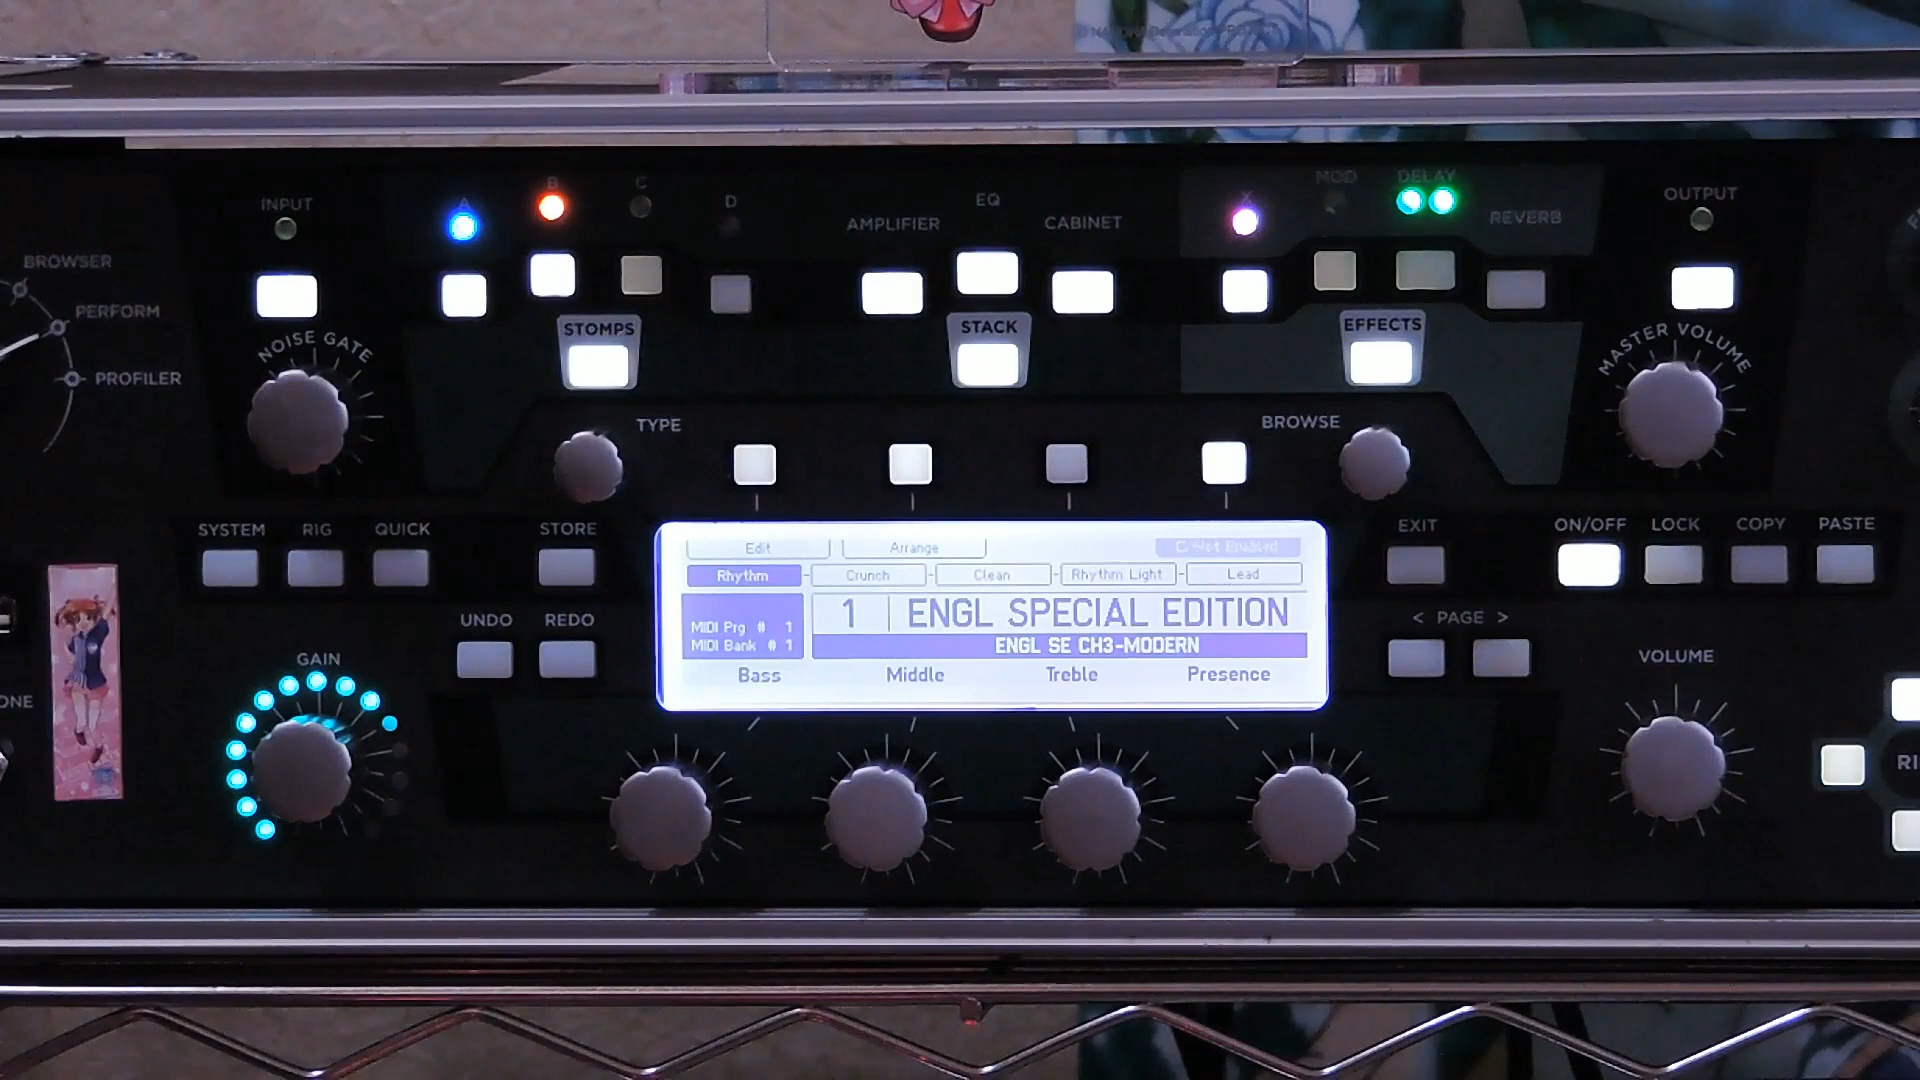 INPUT
A
B
C
D
AMPLIFIER
EQ
CABINET
X
MOD
DELAY
REVERB
OUTPUT
BROWSER
PERFORM
PROFILER
NOISE GATE
STOMPS
STACK
EFFECTS
MASTER VOLUME
TYPE
BROWSE
SYSTEM
RIG
QUICK
STORE
EXIT
ON/OFF
LOCK
COPY
PASTE
Edit
Arrange
Rhythm
Crunch
Clean
Rhythm Light
Lead
1
ENGL SPECIAL EDITION
MIDI Prg # 1
MIDI Bank # 1
ENGL SE CH3-MODERN
Bass
Middle
Treble
Presence
UNDO
REDO
< PAGE >
GAIN
VOLUME
ONE
RI